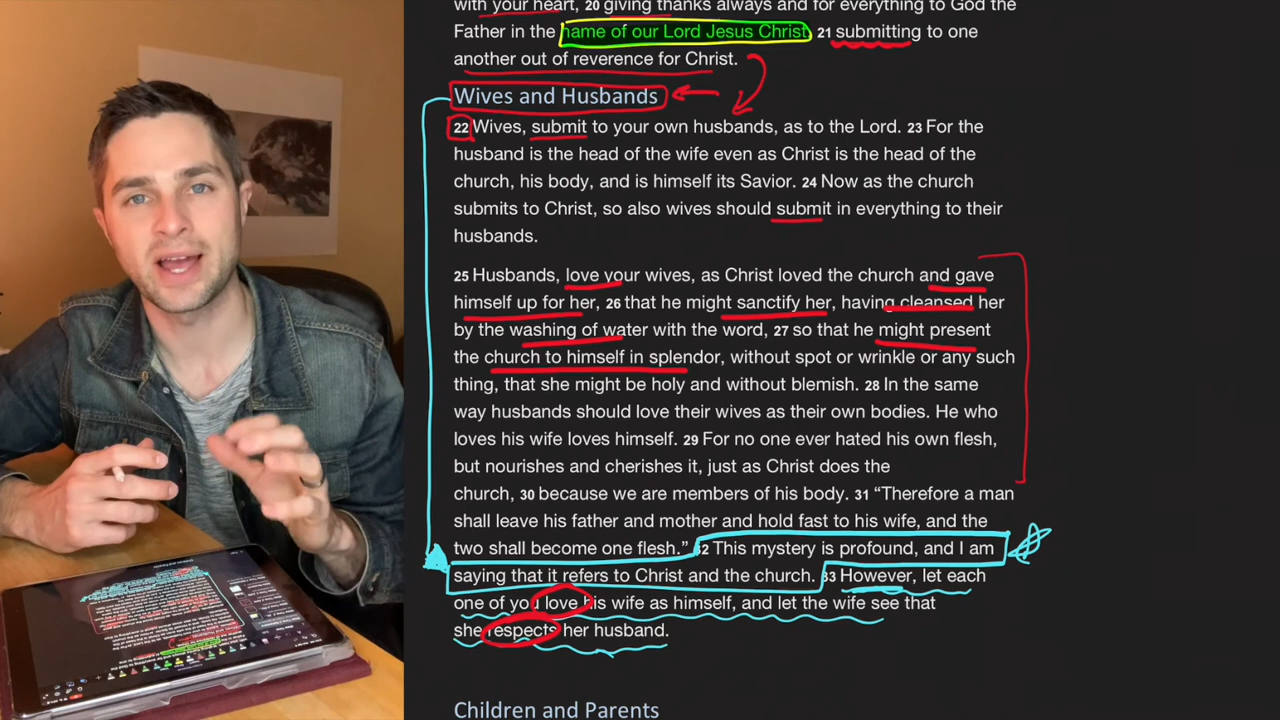 with your heart, 20 giving thanks always and for everything to God the
Father in the name of our Lord Jesus Christ, 21 submitting to one
another out of reverence for Christ.
Wives and Husbands
22 Wives, submit to your own husbands, as to the Lord. 23 For the
husband is the head of the wife even as Christ is the head of the
church, his body, and is himself its Savior. 24 Now as the church
submits to Christ, so also wives should submit in everything to their
husbands.
25 Husbands, love your wives, as Christ loved the church and gave
himself up for her, 26 that he might sanctify her, having cleansed her
by the washing of water with the word, 27 so that he might present
the church to himself in splendor, without spot or wrinkle or any such
thing, that she might be holy and without blemish. 28 In the same
way husbands should love their wives as their own bodies. He who
loves his wife loves himself. 29 For no one ever hated his own flesh,
but nourishes and cherishes it, just as Christ does the
church, 30 because we are members of his body. 31 “Therefore a man
shall leave his father and mother and hold fast to his wife, and the
two shall become one flesh.” 32 This mystery is profound, and I am
saying that it refers to Christ and the church. 33 However, let each
one of you love his wife as himself, and let the wife see that
she respects her husband.
Children and Parents